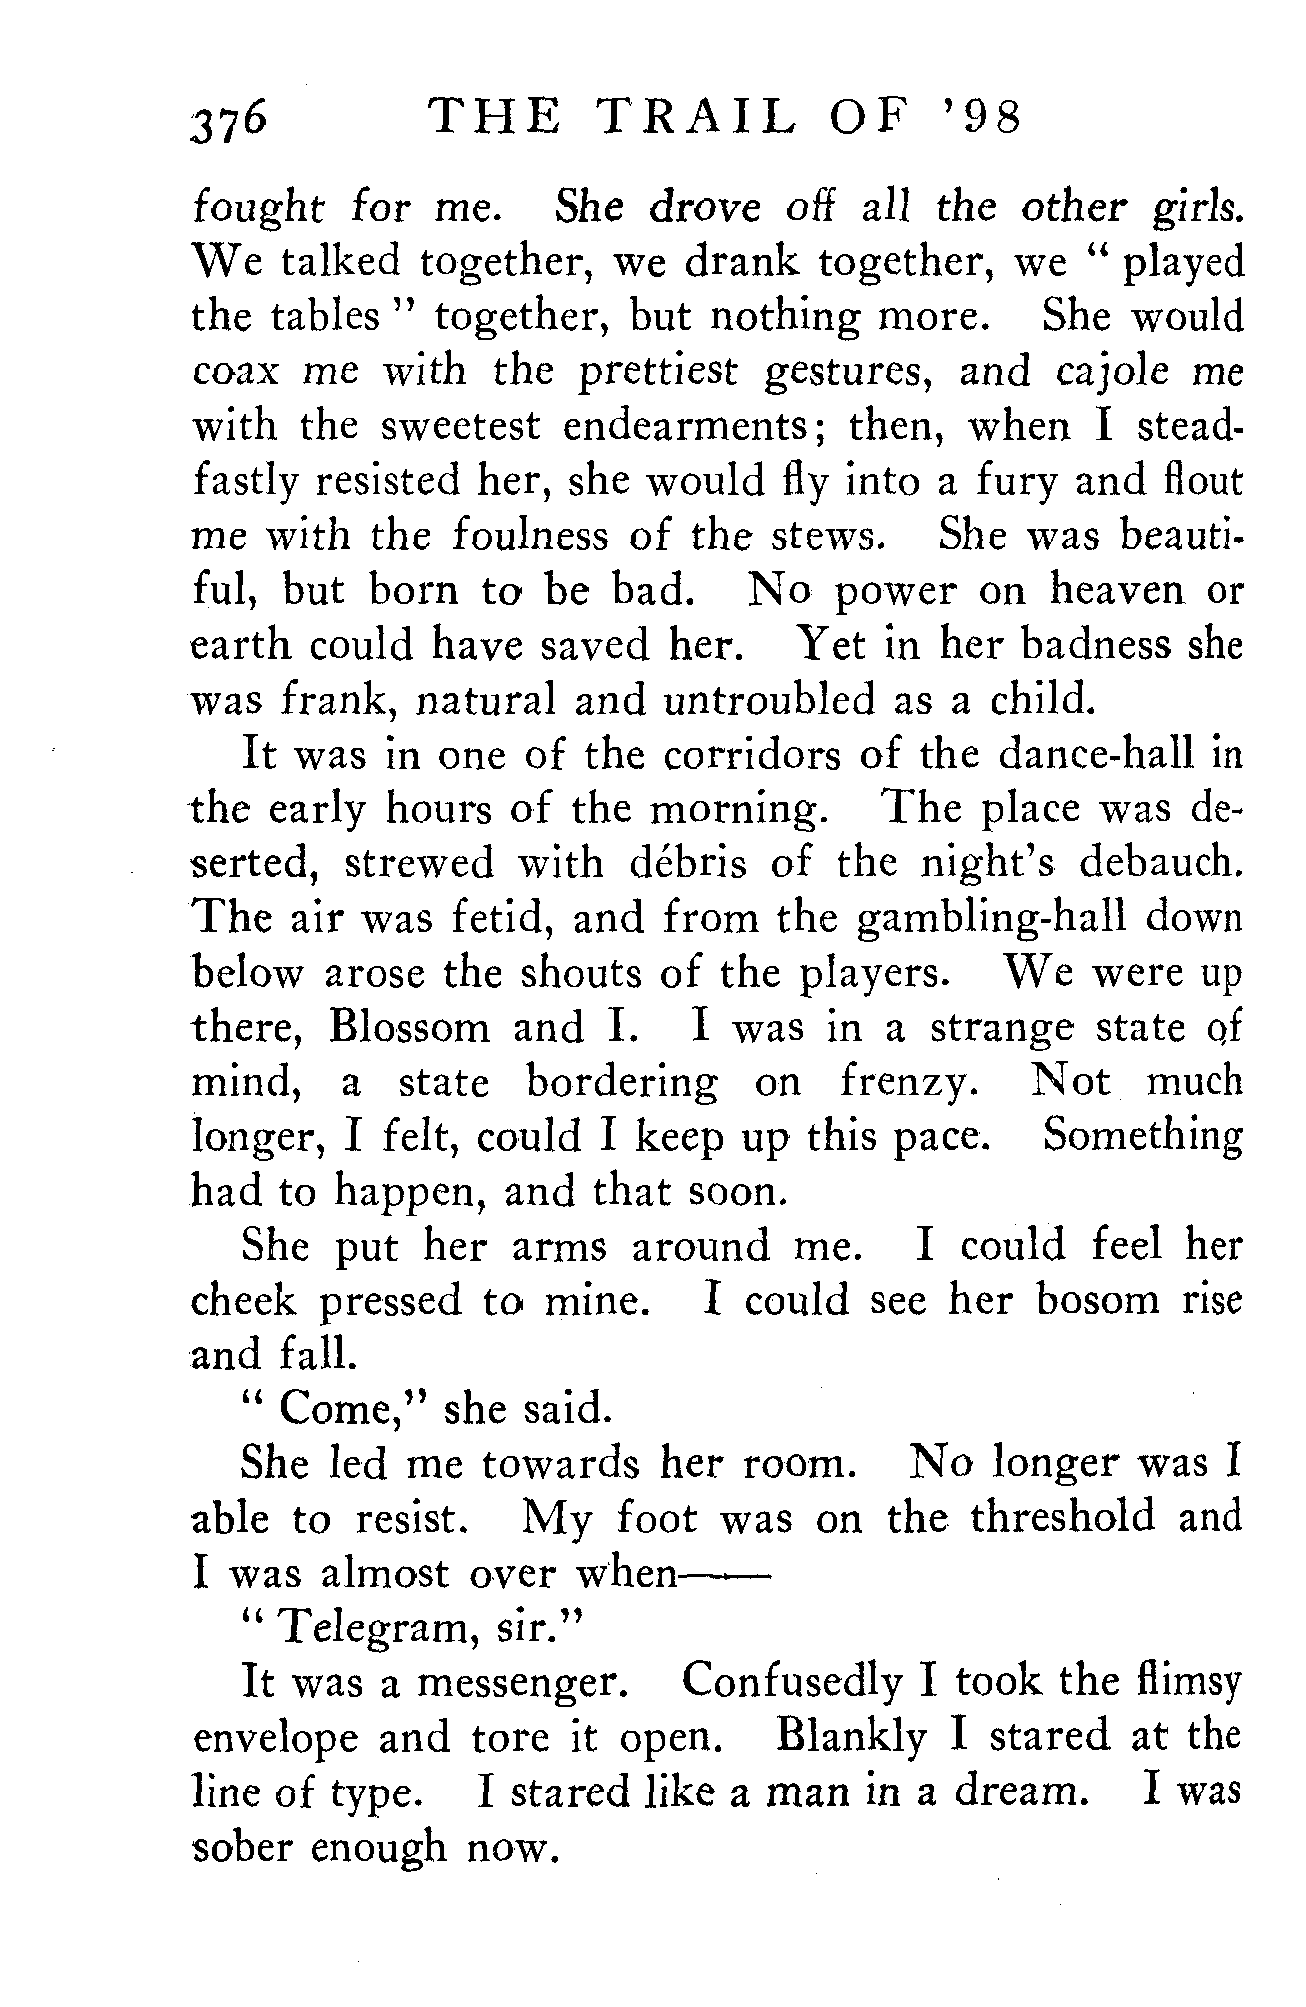 376 THE TRAIL OF '98
fought for me. She drove off all the other girls.
We talked together, we drank together, we " played
the tables " together, but nothing more. She would
coax me with the prettiest gestures, and cajole me
with the sweetest endearments; then, when I stead-
fastly resisted her, she would fly into a fury and flout
me with the foulness of the stews. She was beauti-
ful, but born to be bad. No power on heaven or
earth could have saved her. Yet in her badness she
was frank, natural and untroubled as a child.
It was in one of the corridors of the dance-hall in
the early hours of the morning. The place was de-
serted, strewed with débris of the night's debauch.
The air was fetid, and from the gambling-hall down
below arose the shouts of the players. We were up
there, Blossom and I. I was in a strange state of
mind, a state bordering on frenzy. Not much
longer, I felt, could I keep up this pace. Something
had to happen, and that soon.
She put her arms around me. I could feel her
cheek pressed to mine. I could see her bosom rise
and fall.
" Come," she said.
She led me towards her room. No longer was I
able to resist. My foot was on the threshold and
I was almost over when——
" Telegram, sir."
It was a messenger. Confusedly I took the flimsy
envelope and tore it open. Blankly I stared at the
line of type. I stared like a man in a dream. I was
sober enough now.